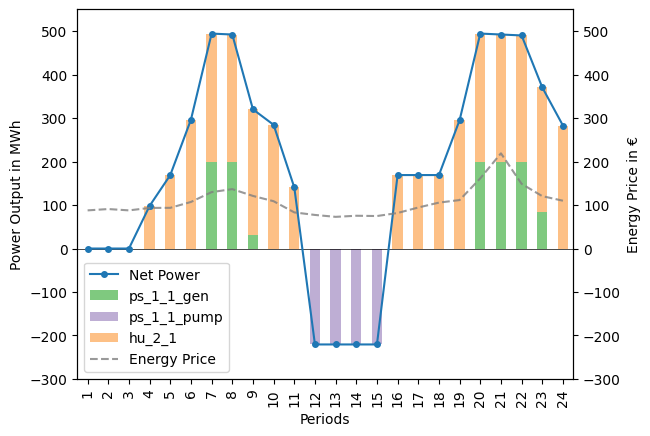 500
400
300
200
100
0
−100
−200
−300
Power Output in MWh
500
400
300
200
100
0
−100
−200
−300
Energy Price in €
Net Power
ps_1_1_gen
ps_1_1_pump
hu_2_1
Energy Price
1 2 3 4 5 6 7 8 9 10 11 12 13 14 15 16 17 18 19 20 21 22 23 24
Periods